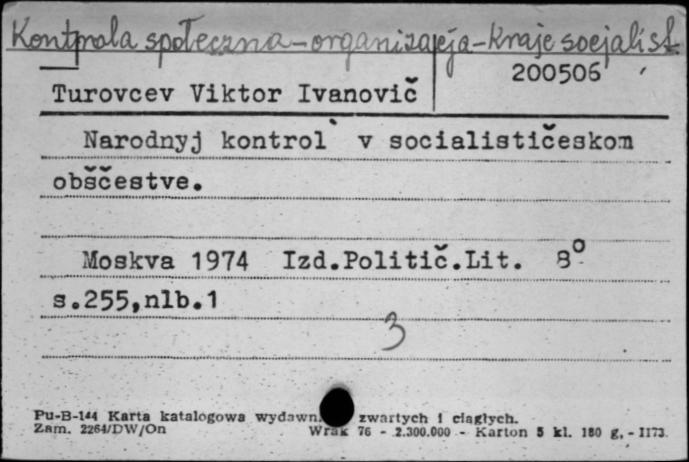 Kontrola społeczna - organizacja - kraje socjalist.
200506
Turovcev Viktor Ivanovič
Narodnyj kontrol` v socialističeskom
obščestve.
Moskva 1974 Izd.Politič.Lit. 8°
s.255,nlb.1
3
Pu-B-144 Karta katalogowa wydawn. zwartych i ciągłych.
Zam. 2264/DW/On Wrak 76 - 2.300.000 - Karton 5 kl. 180 g, - 1173.